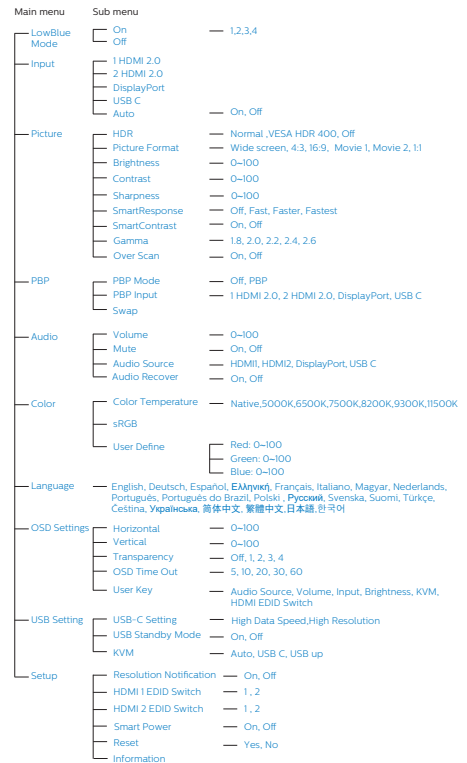 Main menu Sub menu
LowBlue Mode
On 1,2,3,4
Off
Input
1 HDMI 2.0
2 HDMI 2.0
DisplayPort
USB C
Auto On, Off
Picture
HDR Normal ,VESA HDR 400, Off
Picture Format Wide screen, 4:3, 16:9, Movie 1, Movie 2, 1:1
Brightness 0~100
Contrast 0~100
Sharpness 0~100
SmartResponse Off, Fast, Faster, Fastest
SmartContrast On, Off
Gamma 1.8, 2.0, 2.2, 2.4, 2.6
Over Scan On, Off
PBP
PBP Mode Off, PBP
PBP Input 1 HDMI 2.0, 2 HDMI 2.0, DisplayPort, USB C
Swap
Audio
Volume 0~100
Mute On, Off
Audio Source HDMI1, HDMI2, DisplayPort, USB C
Audio Recover On, Off
Color
Color Temperature Native,5000K,6500K,7500K,8200K,9300K,11500K
sRGB
User Define Red: 0~100
Green: 0~100
Blue: 0~100
Language English, Deutsch, Español, Ελληνική, Français, Italiano, Magyar, Nederlands,
Português, Português do Brazil, Polski , Русский, Svenska, Suomi, Türkçe,
Čeština, Українська, 简体中文, 繁體中文,日本語,한국어
OSD Settings
Horizontal 0~100
Vertical 0~100
Transparency Off, 1, 2, 3, 4
OSD Time Out 5, 10, 20, 30, 60
User Key Audio Source, Volume, Input, Brightness, KVM,
HDMI EDID Switch
USB Setting
USB-C Setting High Data Speed,High Resolution
USB Standby Mode On, Off
KVM Auto, USB C, USB up
Setup
Resolution Notification On, Off
HDMI 1 EDID Switch 1 , 2
HDMI 2 EDID Switch 1 , 2
Smart Power On, Off
Reset Yes, No
Information